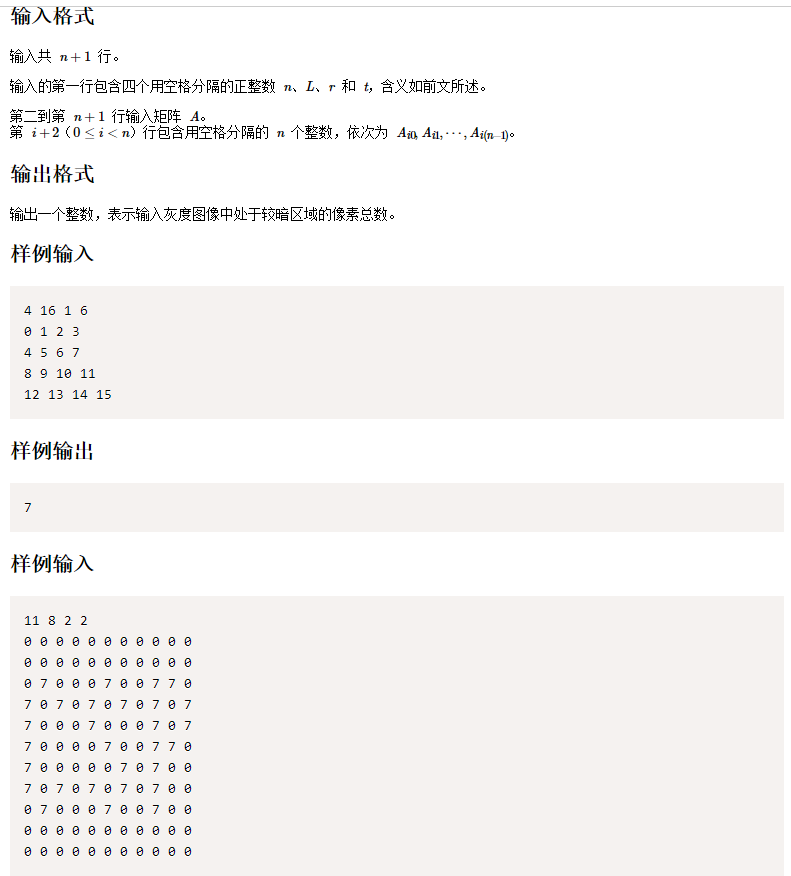 输入格式
输入共 n + 1 行。
输入的第一行包含四个用空格分隔的正整数 n、L、r 和 t，含义如前文所述。
第二到第 n + 1 行输入矩阵 A。
第 i + 2（0 ≤ i < n）行包含用空格分隔的 n 个整数，依次为 A_{i0}, A_{i1}, ⋯, A_{i(n−1)}。
输出格式
输出一个整数，表示输入灰度图像中处于较暗区域的像素总数。
样例输入
4 16 1 6
0 1 2 3
4 5 6 7
8 9 10 11
12 13 14 15
样例输出
7
样例输入
11 8 2 2
0 0 0 0 0 0 0 0 0 0 0
0 0 0 0 0 0 0 0 0 0 0
0 7 0 0 0 7 0 0 7 7 0
7 0 7 0 7 0 7 0 7 0 7
7 0 0 0 7 0 0 0 7 0 7
7 0 0 0 0 7 0 0 7 7 0
7 0 0 0 0 0 7 0 7 0 0
7 0 7 0 7 0 7 0 7 0 0
0 7 0 0 0 7 0 0 7 0 0
0 0 0 0 0 0 0 0 0 0 0
0 0 0 0 0 0 0 0 0 0 0